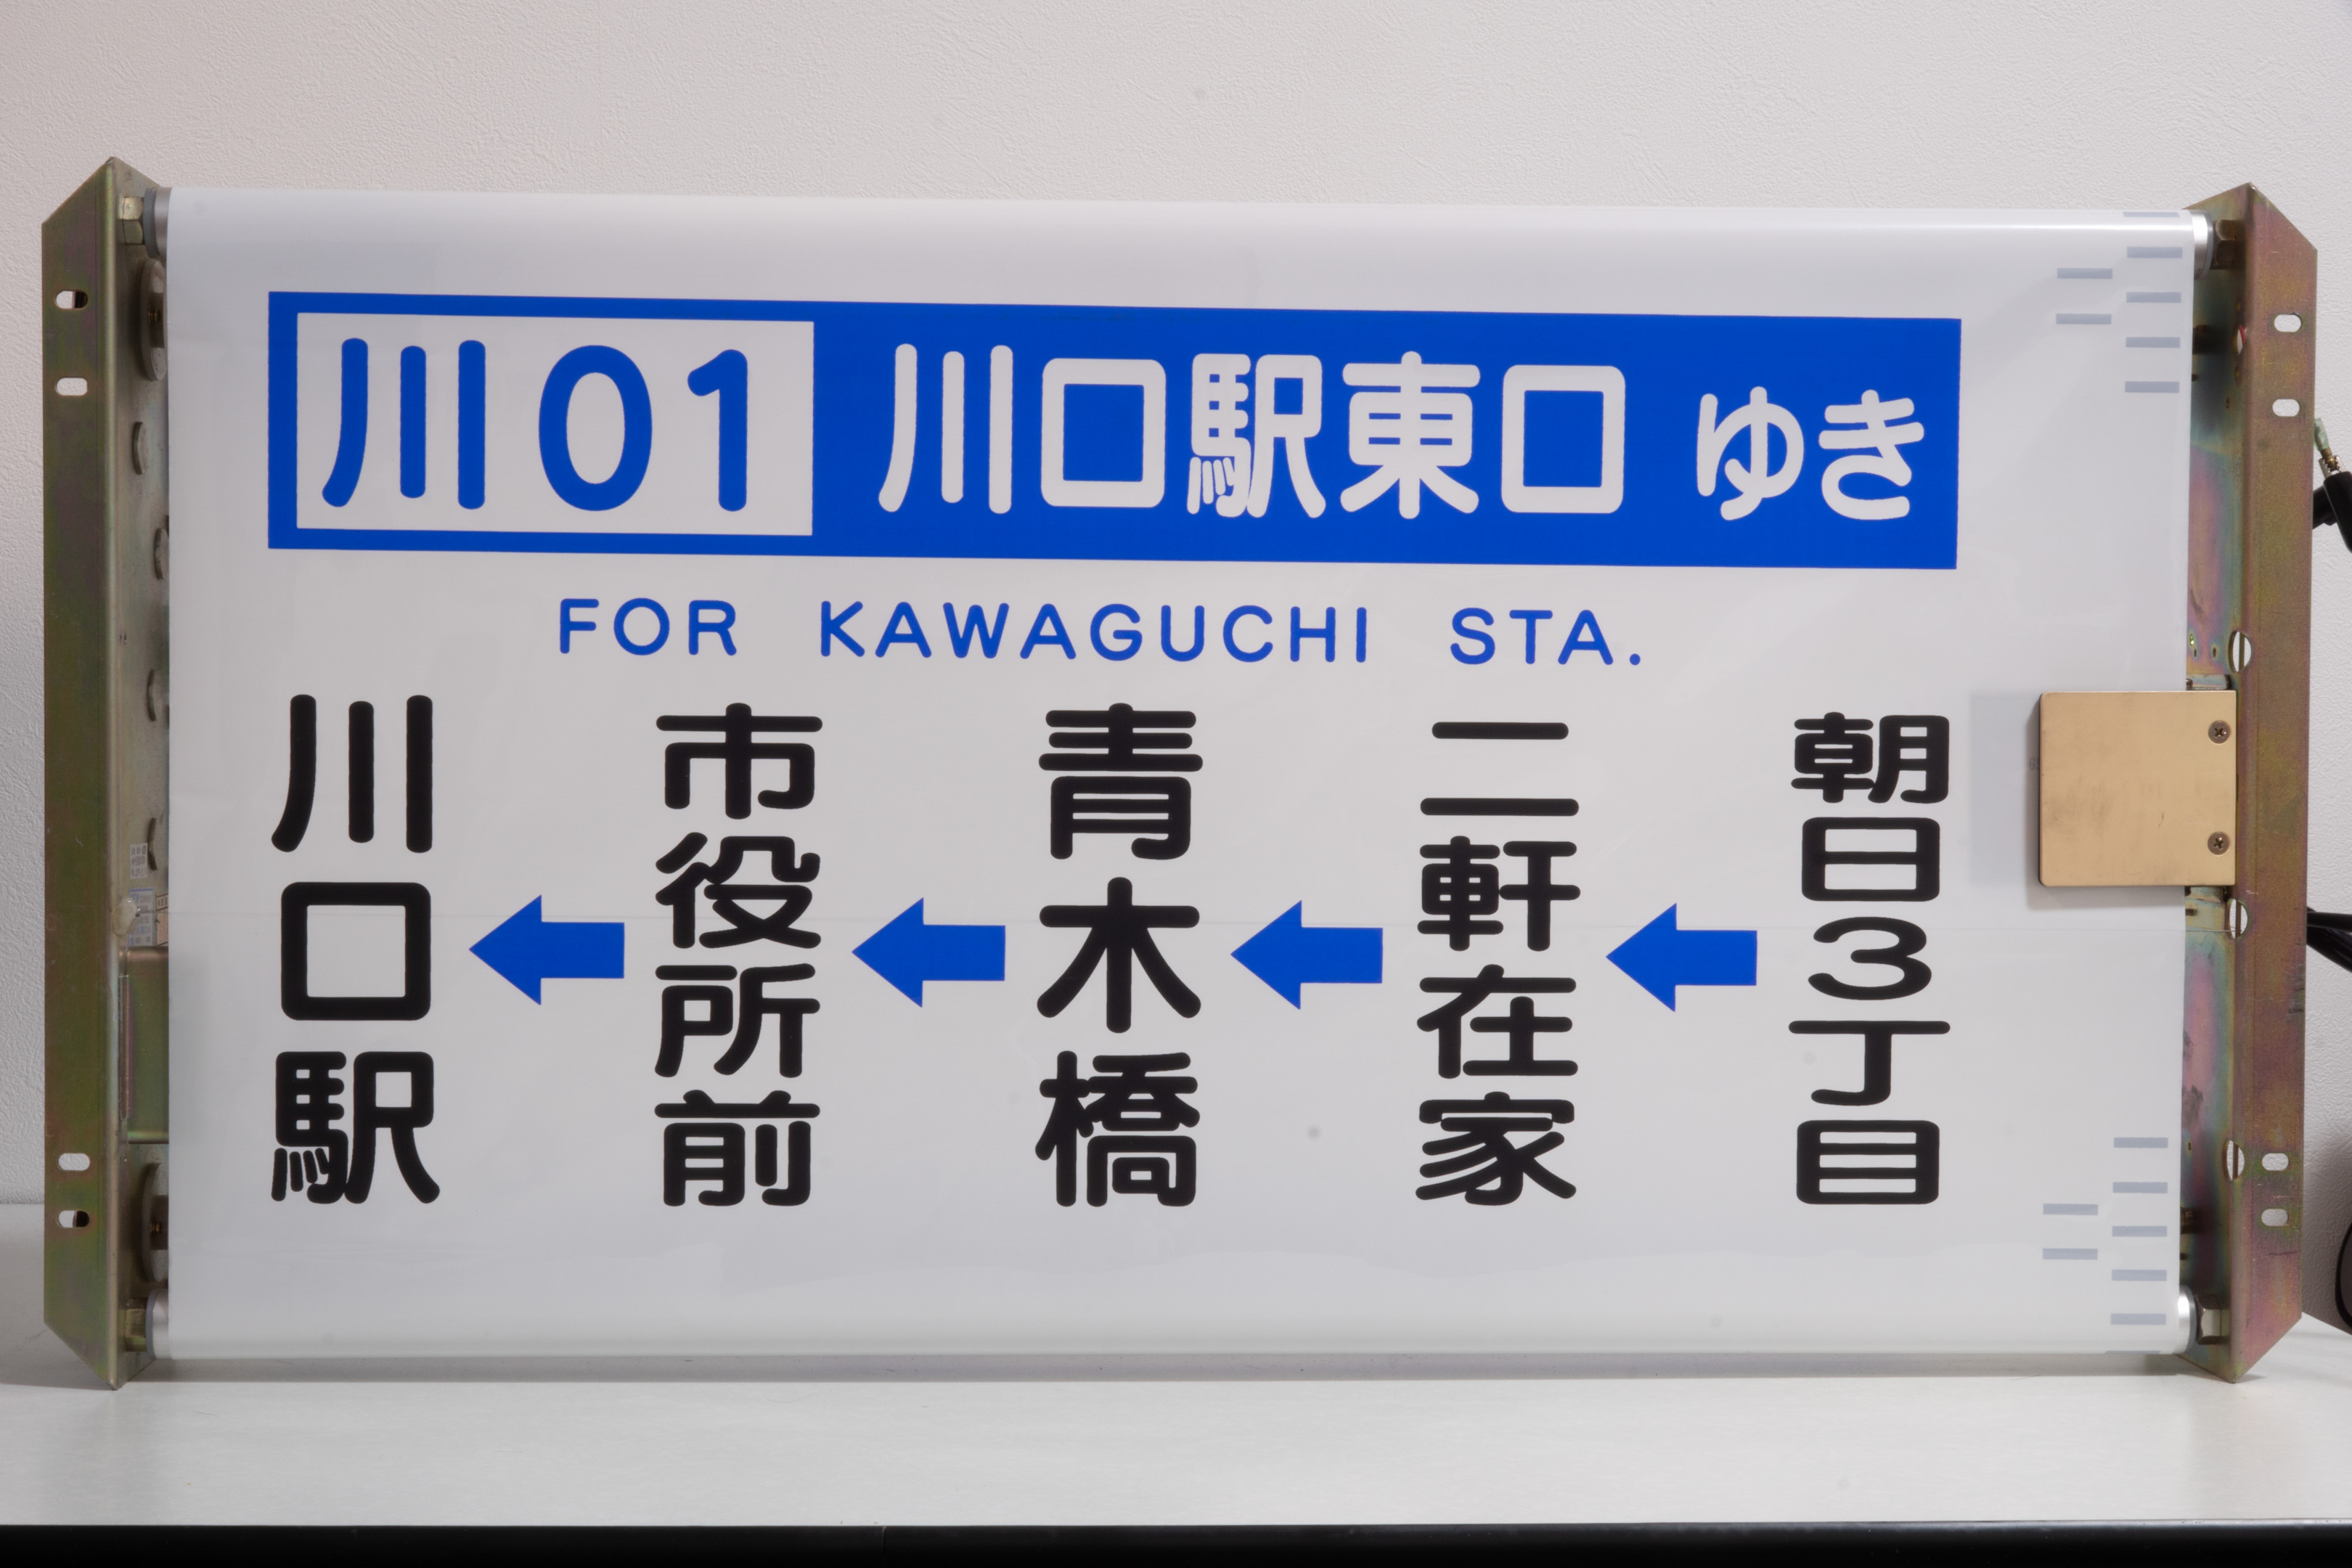 川01 川口駅東口 ゆき
FOR KAWAGUCHI STA.
朝日3丁目
二軒在家
青木橋
市役所前
川口駅